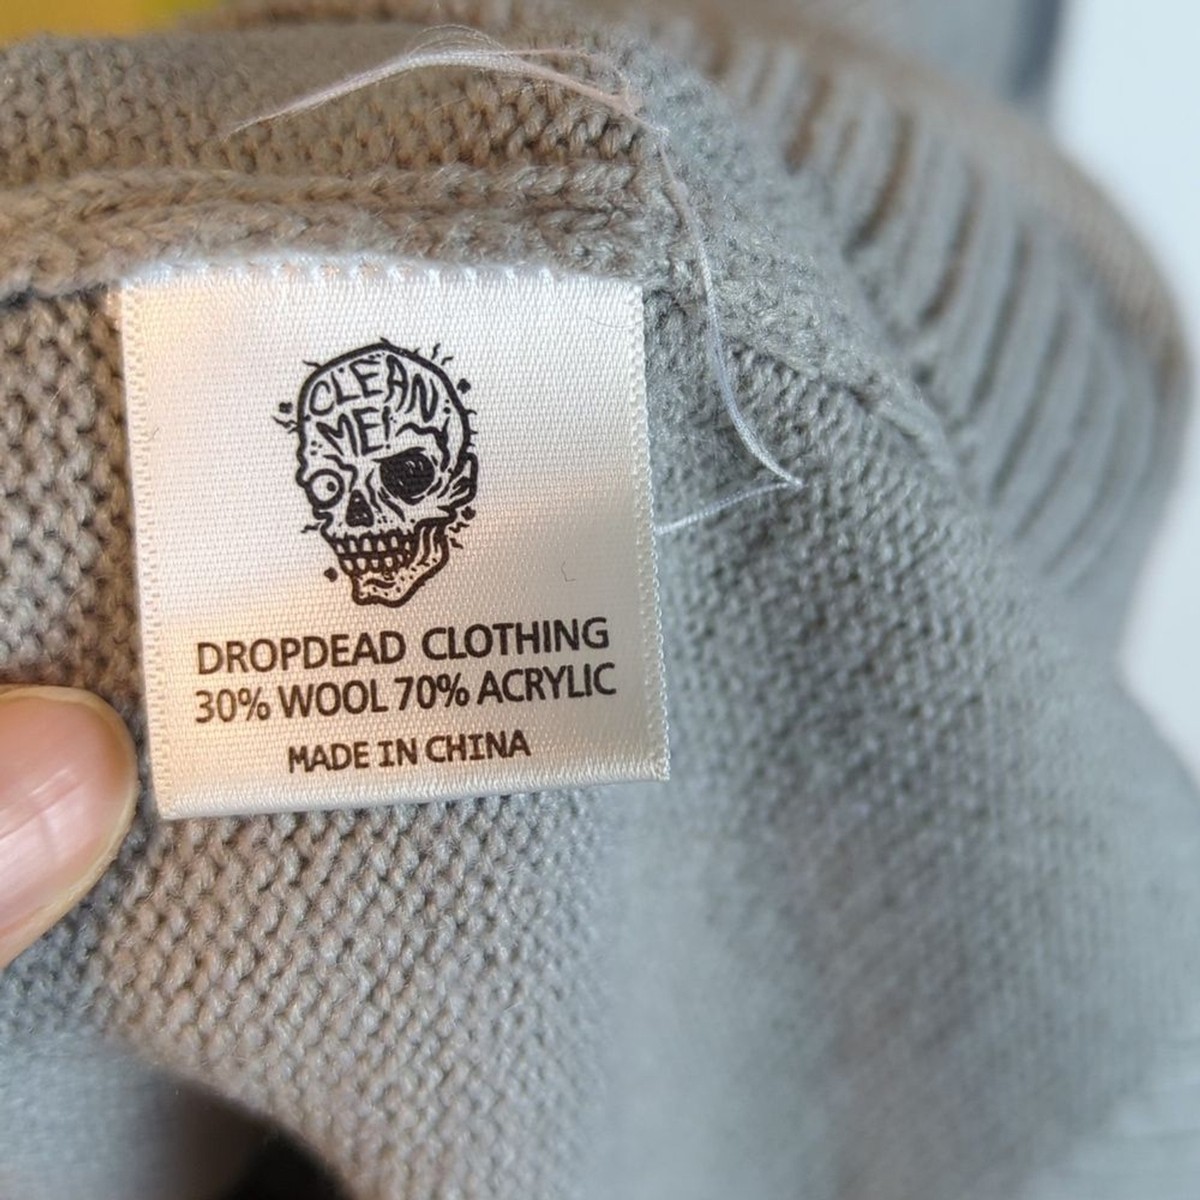 CLEAN
ME!
DROPDEAD CLOTHING
30% WOOL 70% ACRYLIC
MADE IN CHINA